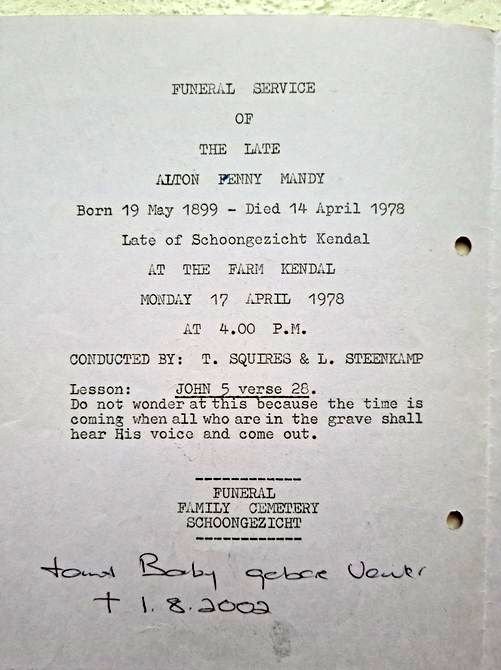 FUNERAL SERVICE
OF
THE LATE
ALTON FENNY MANDY
Born 19 May 1899 - Died 14 April 1978
Late of Schoongezicht Kendal
AT THE FARM KENDAL
MONDAY 17 APRIL 1978
AT 4.00 P.M.
CONDUCTED BY: T. SQUIRES & L. STEENKAMP
Lesson: JOHN 5 verse 28.
Do not wonder at this because the time is
coming when all who are in the grave shall
hear His voice and come out.
FUNERAL
FAMILY CEMETERY
SCHOONGEZICHT
gebore
† 1.8.2002